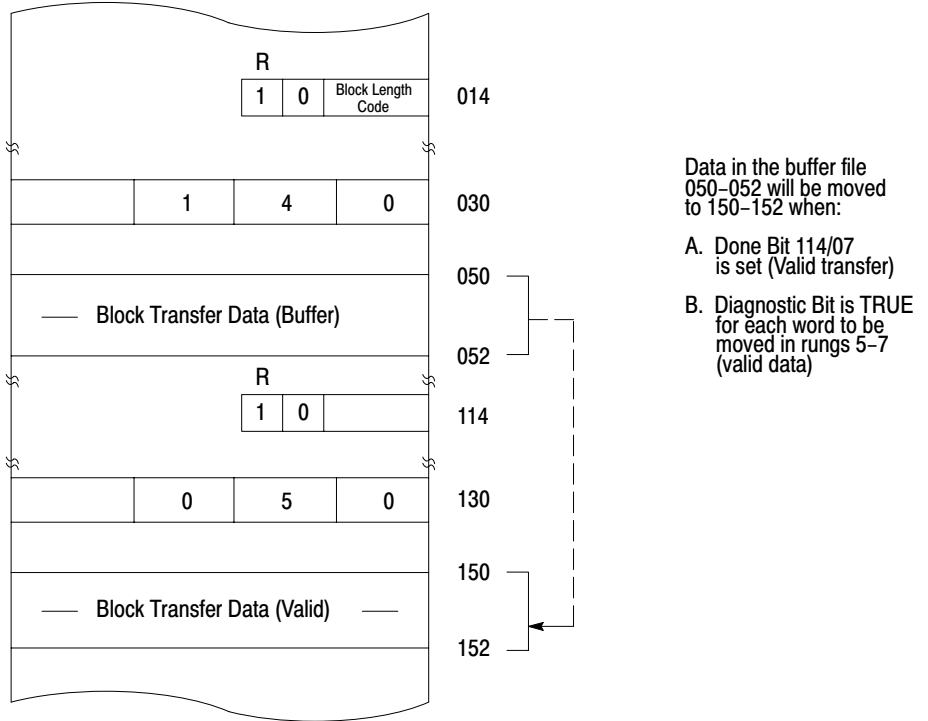 R
1 0 Block Length Code 014
1 4 0 030
050
Block Transfer Data (Buffer)
052
R
1 0 114
0 5 0 130
150
Block Transfer Data (Valid)
152
Data in the buffer file
050–052 will be moved
to 150–152 when:
A. Done Bit 114/07
is set (Valid transfer)
B. Diagnostic Bit is TRUE
for each word to be
moved in rungs 5–7
(valid data)